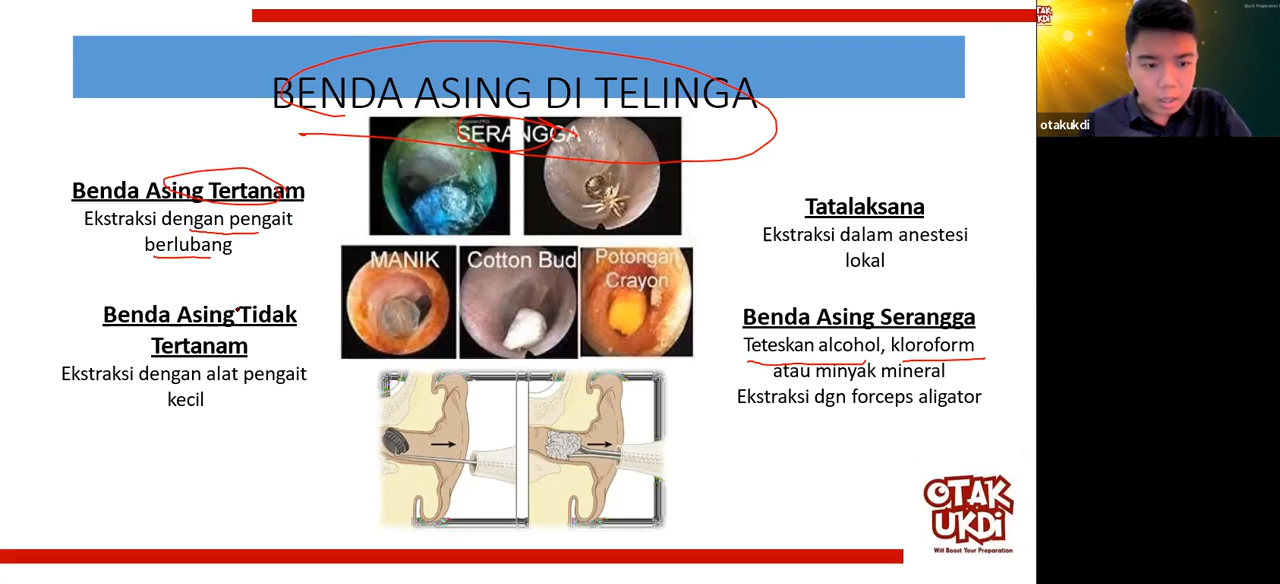 BENDA ASING DI TELINGA
SERANGGA
Benda Asing Tertanam
Ekstraksi dengan pengait
berlubang
Benda Asing Tidak
Tertanam
Ekstraksi dengan alat pengait
kecil
MANIK
Cotton Bud
Potongan
Crayon
Tatalaksana
Ekstraksi dalam anestesi
lokal
Benda Asing Serangga
Teteskan alcohol, kloroform
atau minyak mineral
Ekstraksi dgn forceps aligator
OTAK
UKDI
Will Boost Your Preparation
OTAK
UKDI
otakukdi